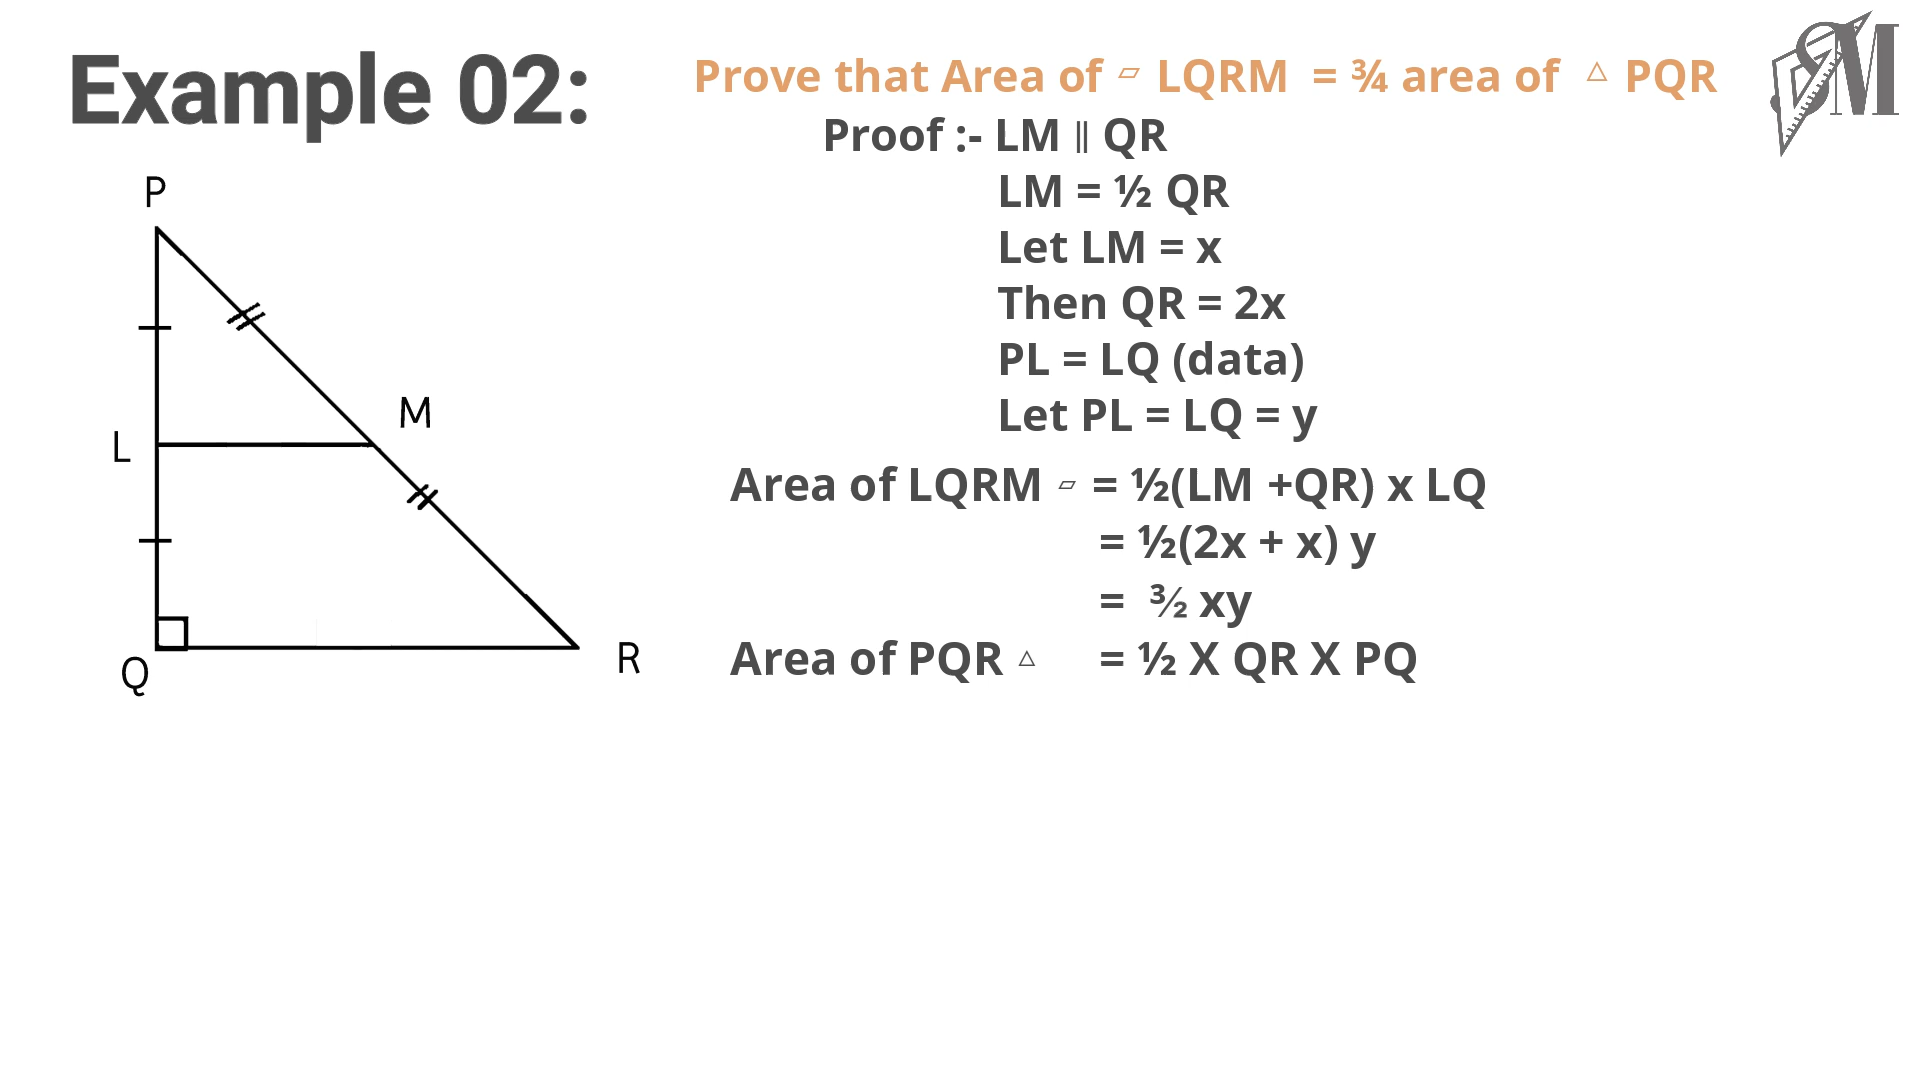 Example 02:
Prove that Area of ▱ LQRM = ¾ area of △ PQR
Proof :- LM ∥ QR
LM = ½ QR
Let LM = x
Then QR = 2x
PL = LQ (data)
Let PL = LQ = y
Area of LQRM ▱ = ½(LM +QR) x LQ
= ½(2x + x) y
= ³⁄₂ xy
Area of PQR △ = ½ X QR X PQ
P
M
L
Q
R
SM